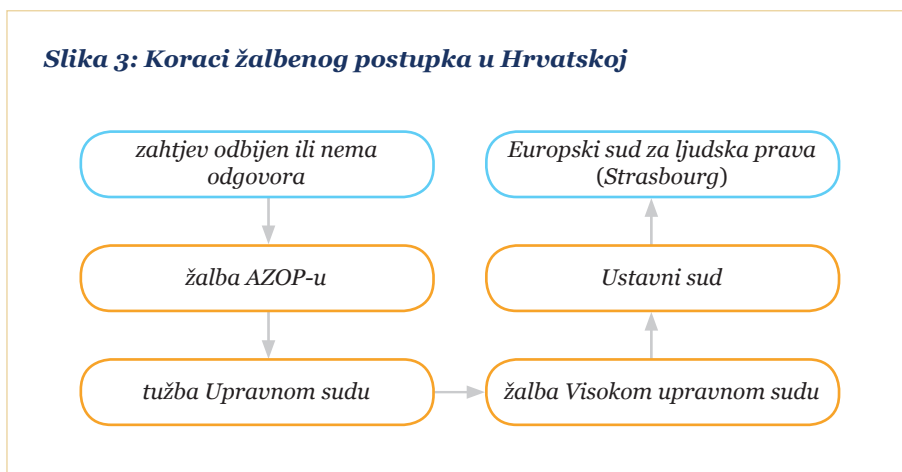 Slika 3: Koraci žalbenog postupka u Hrvatskoj
zahtjev odbijen ili nema
odgovora
žalba AZOP-u
tužba Upravnom sudu
žalba Visokom upravnom sudu
Ustavni sud
Europski sud za ljudska prava
(Strasbourg)